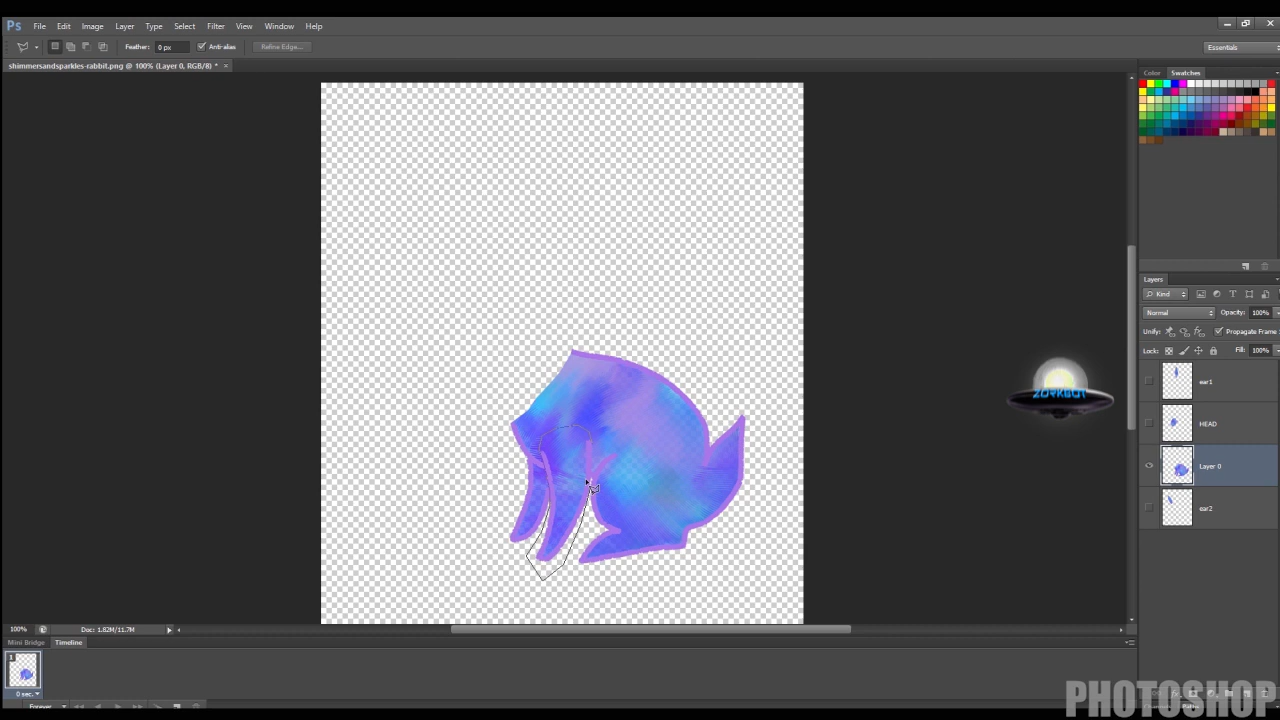 Ps File Edit Image Layer Type Select Filter View Window Help
Feather: 0 px Anti-alias Refine Edge... Essentials
shimmersandsparkles-rabbit.png @ 100% (Layer 0, RGB/8) * ×
Color Swatches
Layers
Kind
Normal Opacity: 100%
Unify: Propagate Frame
Lock: Fill: 100%
ear1
ZORKBOT
HEAD
Layer 0
ear2
100% Doc: 1.82M/11.7M
Mini Bridge Timeline
1
0 sec.
Forever
PHOTOSHOP
Channels Paths